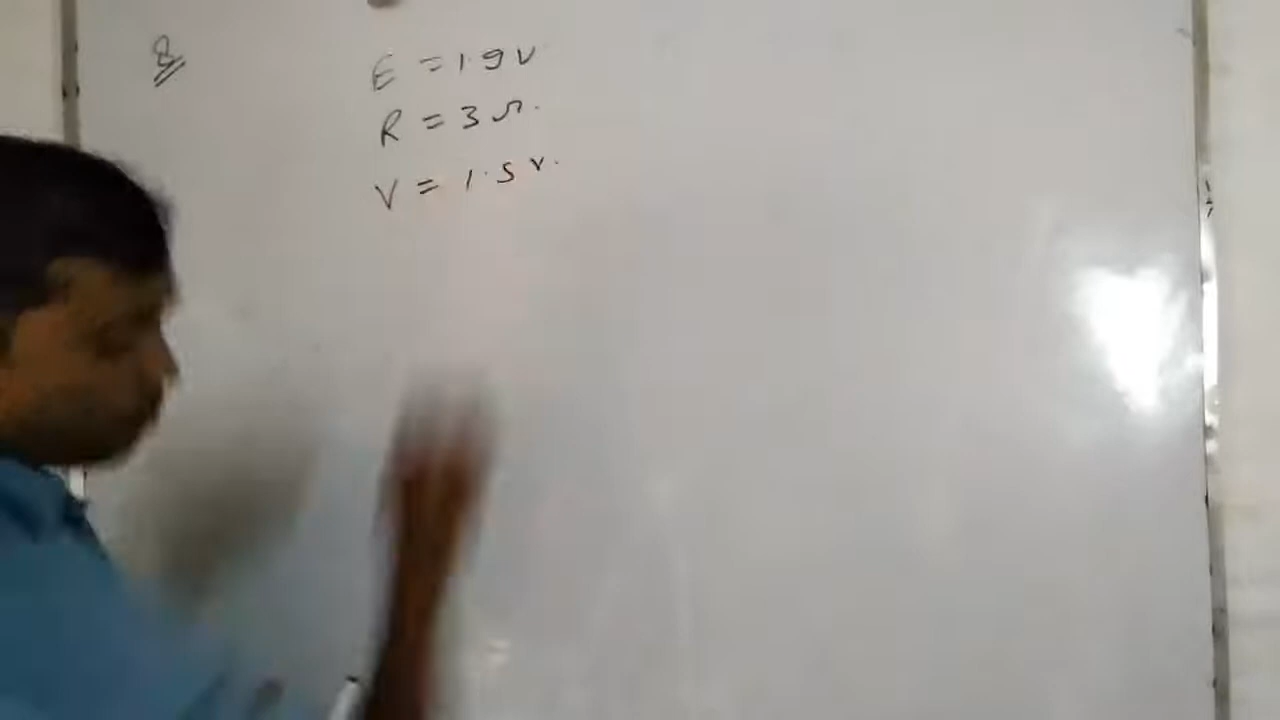 8
E = 1.9 V
R = 3 Ω.
V = 1.5 V.